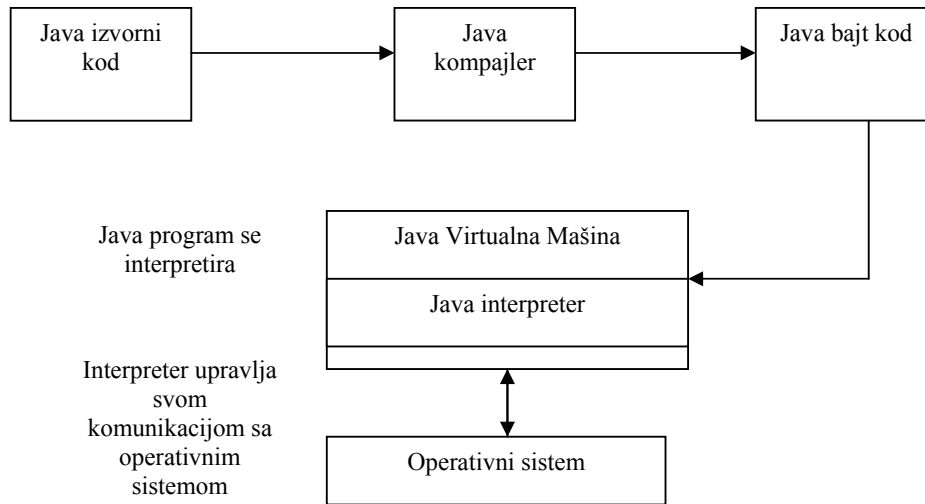 Java izvorni
kod
Java
kompajler
Java bajt kod
Java program se
interpretira
Java Virtualna Mašina
Java interpreter
Interpreter upravlja
svom
komunikacijom sa
operativnim
sistemom
Operativni sistem